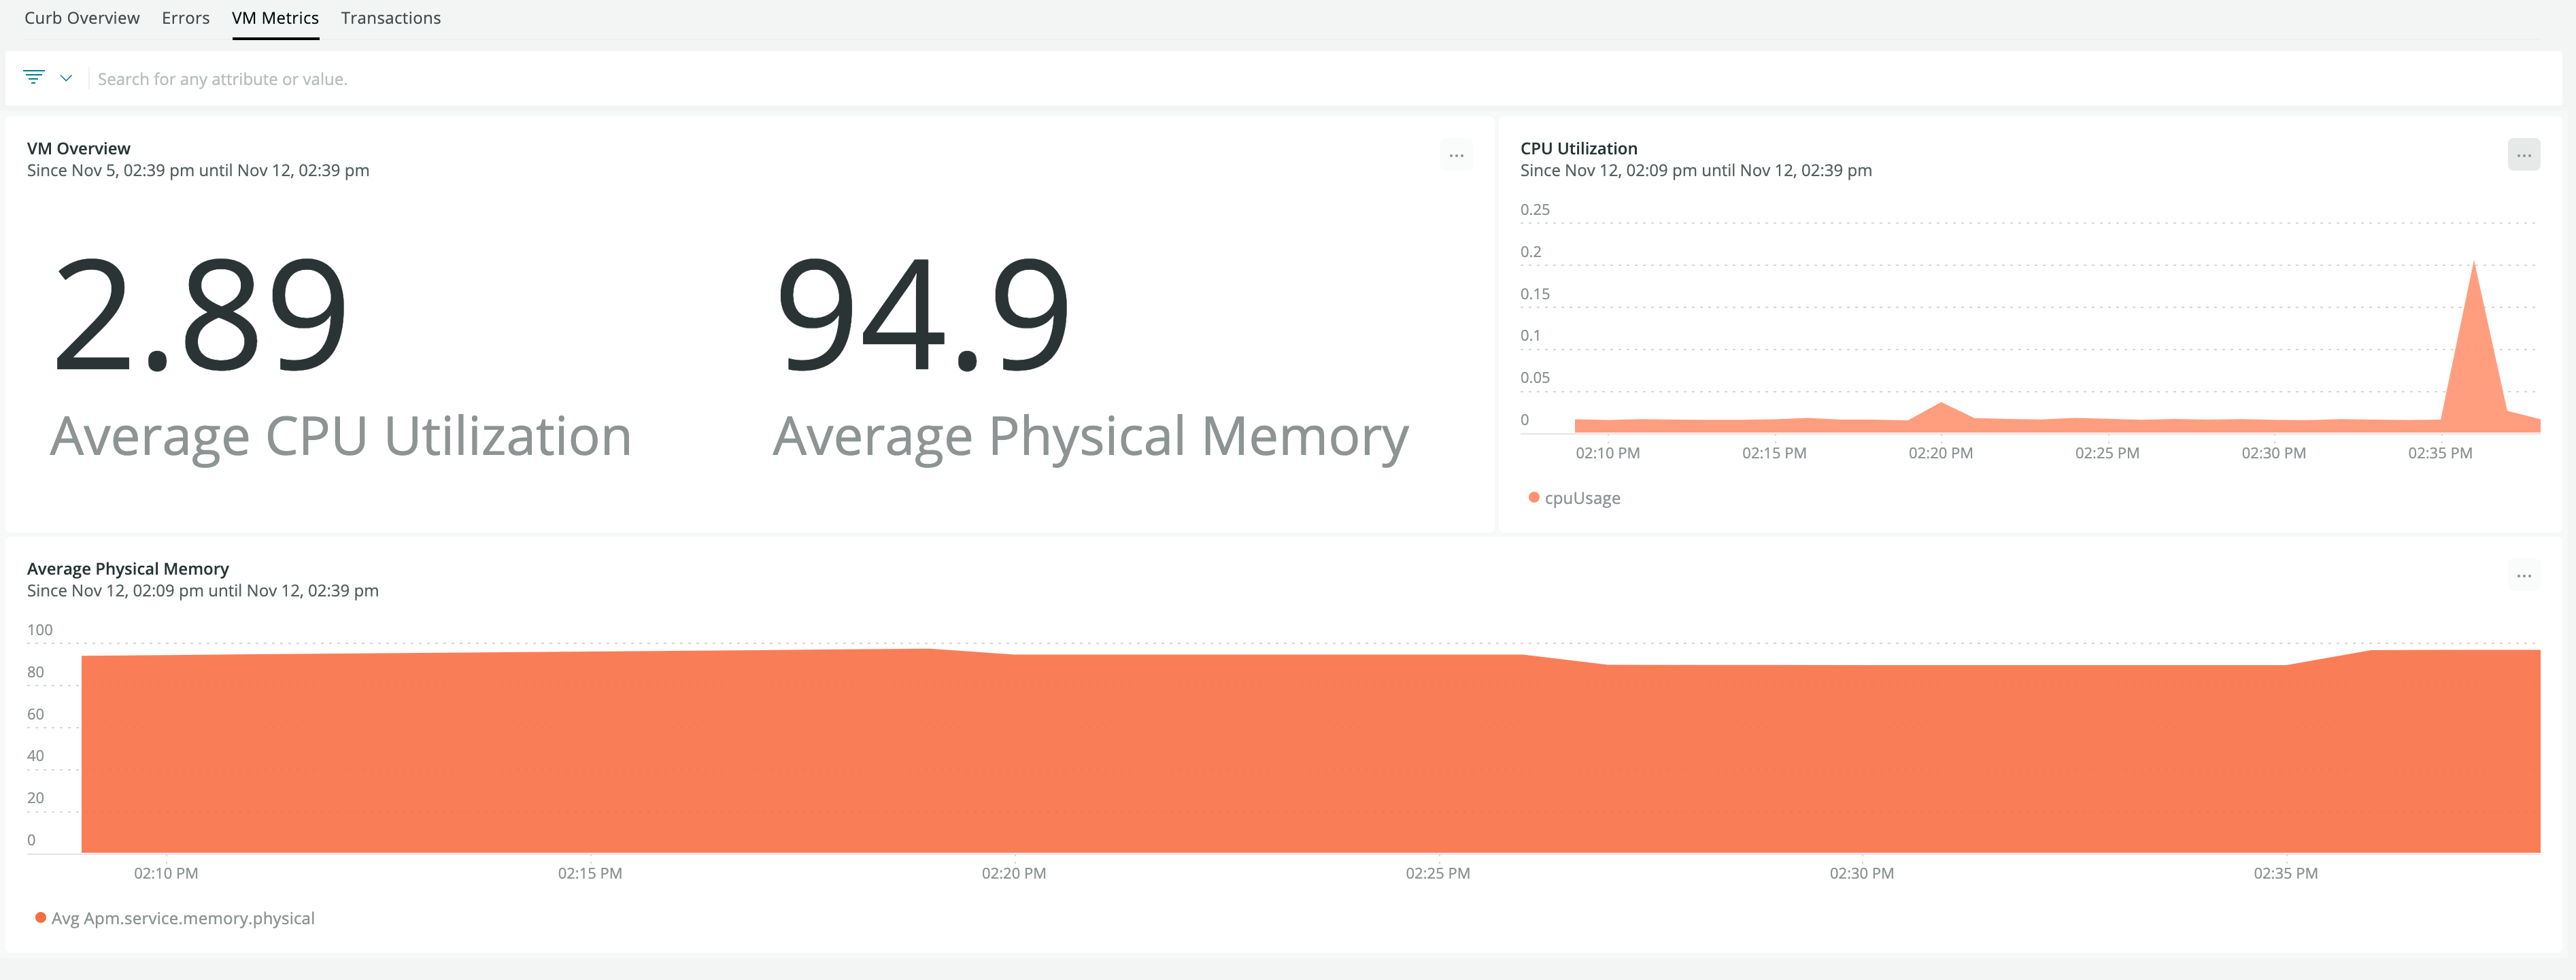 Curb Overview Errors VM Metrics Transactions
Search for any attribute or value.
VM Overview
Since Nov 5, 02:39 pm until Nov 12, 02:39 pm
2.89
Average CPU Utilization
94.9
Average Physical Memory
CPU Utilization
Since Nov 12, 02:09 pm until Nov 12, 02:39 pm
0.25
0.2
0.15
0.1
0.05
0
02:10 PM 02:15 PM 02:20 PM 02:25 PM 02:30 PM 02:35 PM
cpuUsage
Average Physical Memory
Since Nov 12, 02:09 pm until Nov 12, 02:39 pm
100
80
60
40
20
0
02:10 PM 02:15 PM 02:20 PM 02:25 PM 02:30 PM 02:35 PM
Avg Apm.service.memory.physical